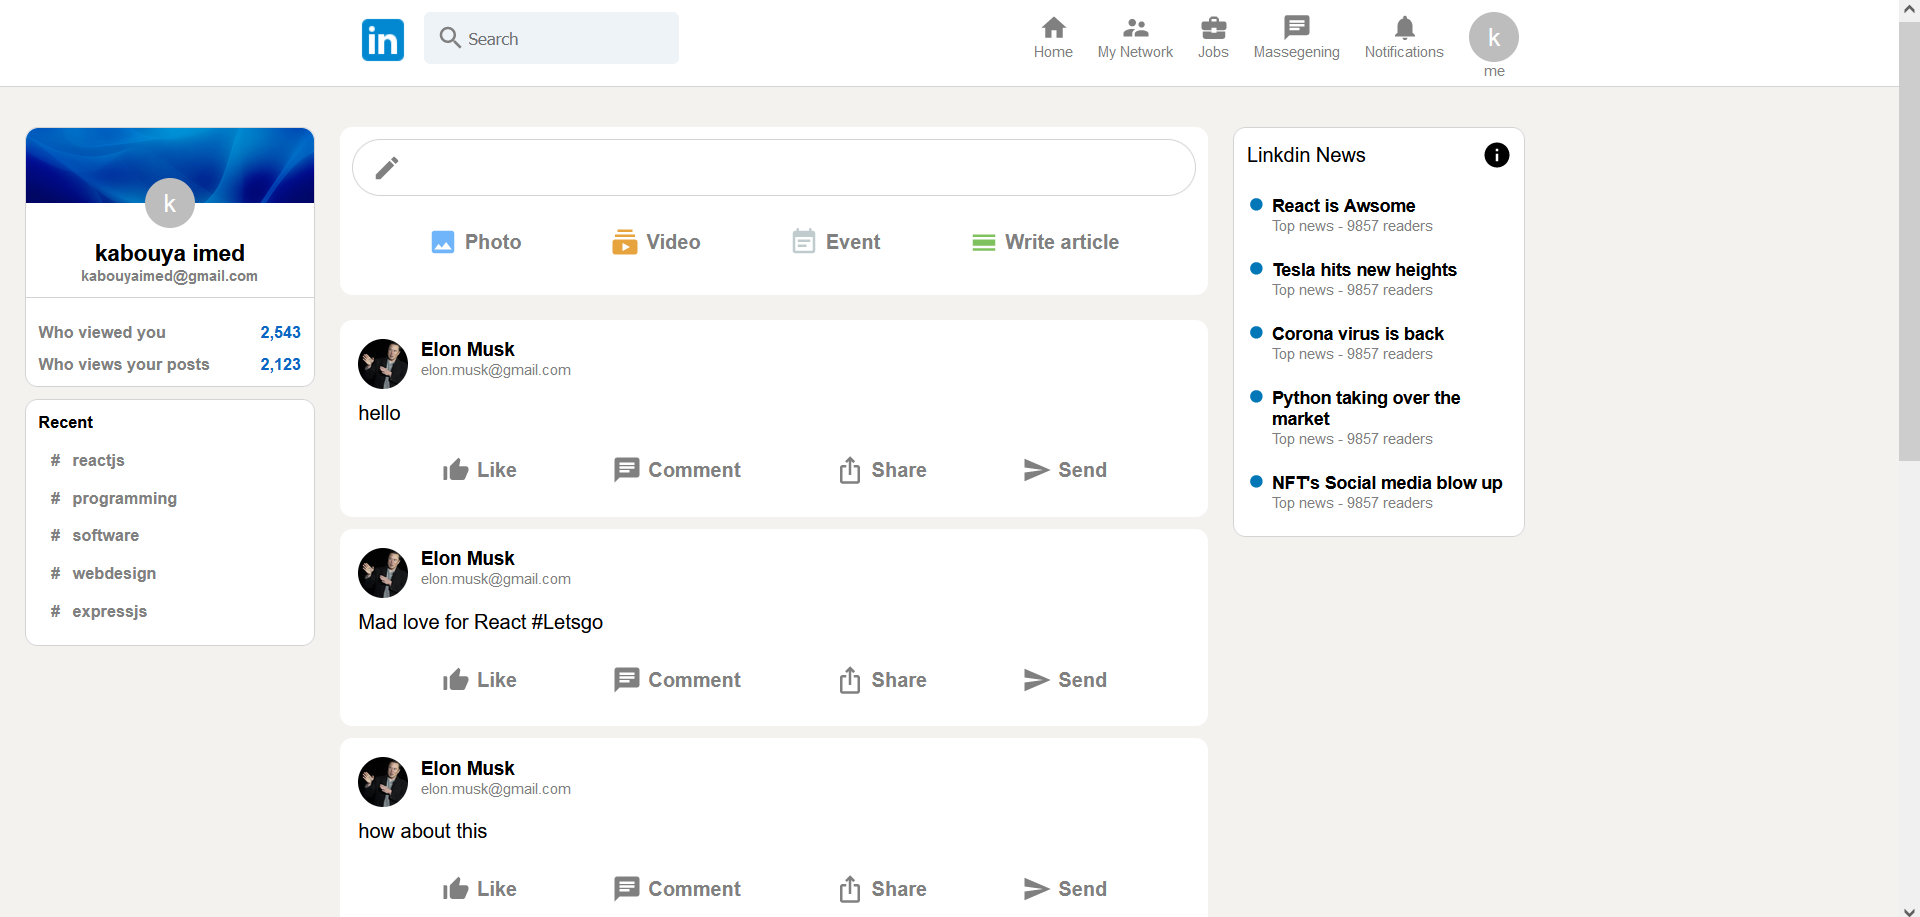 in
Search
Home
My Network
Jobs
Massegening
Notifications
k
me
k
kabouya imed
kabouyaimed@gmail.com
Who viewed you 2,543
Who views your posts 2,123
Recent
# reactjs
# programming
# software
# webdesign
# expressjs
Photo
Video
Event
Write article
Elon Musk
elon.musk@gmail.com
hello
Like
Comment
Share
Send
Elon Musk
elon.musk@gmail.com
Mad love for React #Letsgo
Like
Comment
Share
Send
Elon Musk
elon.musk@gmail.com
how about this
Like
Comment
Share
Send
Linkdin News
React is Awsome
Top news - 9857 readers
Tesla hits new heights
Top news - 9857 readers
Corona virus is back
Top news - 9857 readers
Python taking over the
market
Top news - 9857 readers
NFT's Social media blow up
Top news - 9857 readers